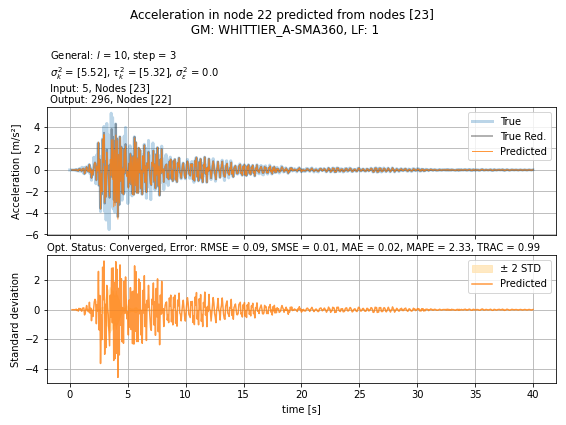 Acceleration in node 22 predicted from nodes [23]
GM: WHITTIER_A-SMA360, LF: 1
General: l = 10, step = 3
σ²ₖ = [5.52], τ²ₖ = [5.32], σ²ε = 0.0
Input: 5, Nodes [23]
Output: 296, Nodes [22]
True
True Red.
Predicted
Acceleration [m/s²]
4
2
0
−2
−4
−6
Opt. Status: Converged, Error: RMSE = 0.09, SMSE = 0.01, MAE = 0.02, MAPE = 2.33, TRAC = 0.99
± 2 STD
Predicted
Standard deviation
2
0
−2
−4
0 5 10 15 20 25 30 35 40
time [s]